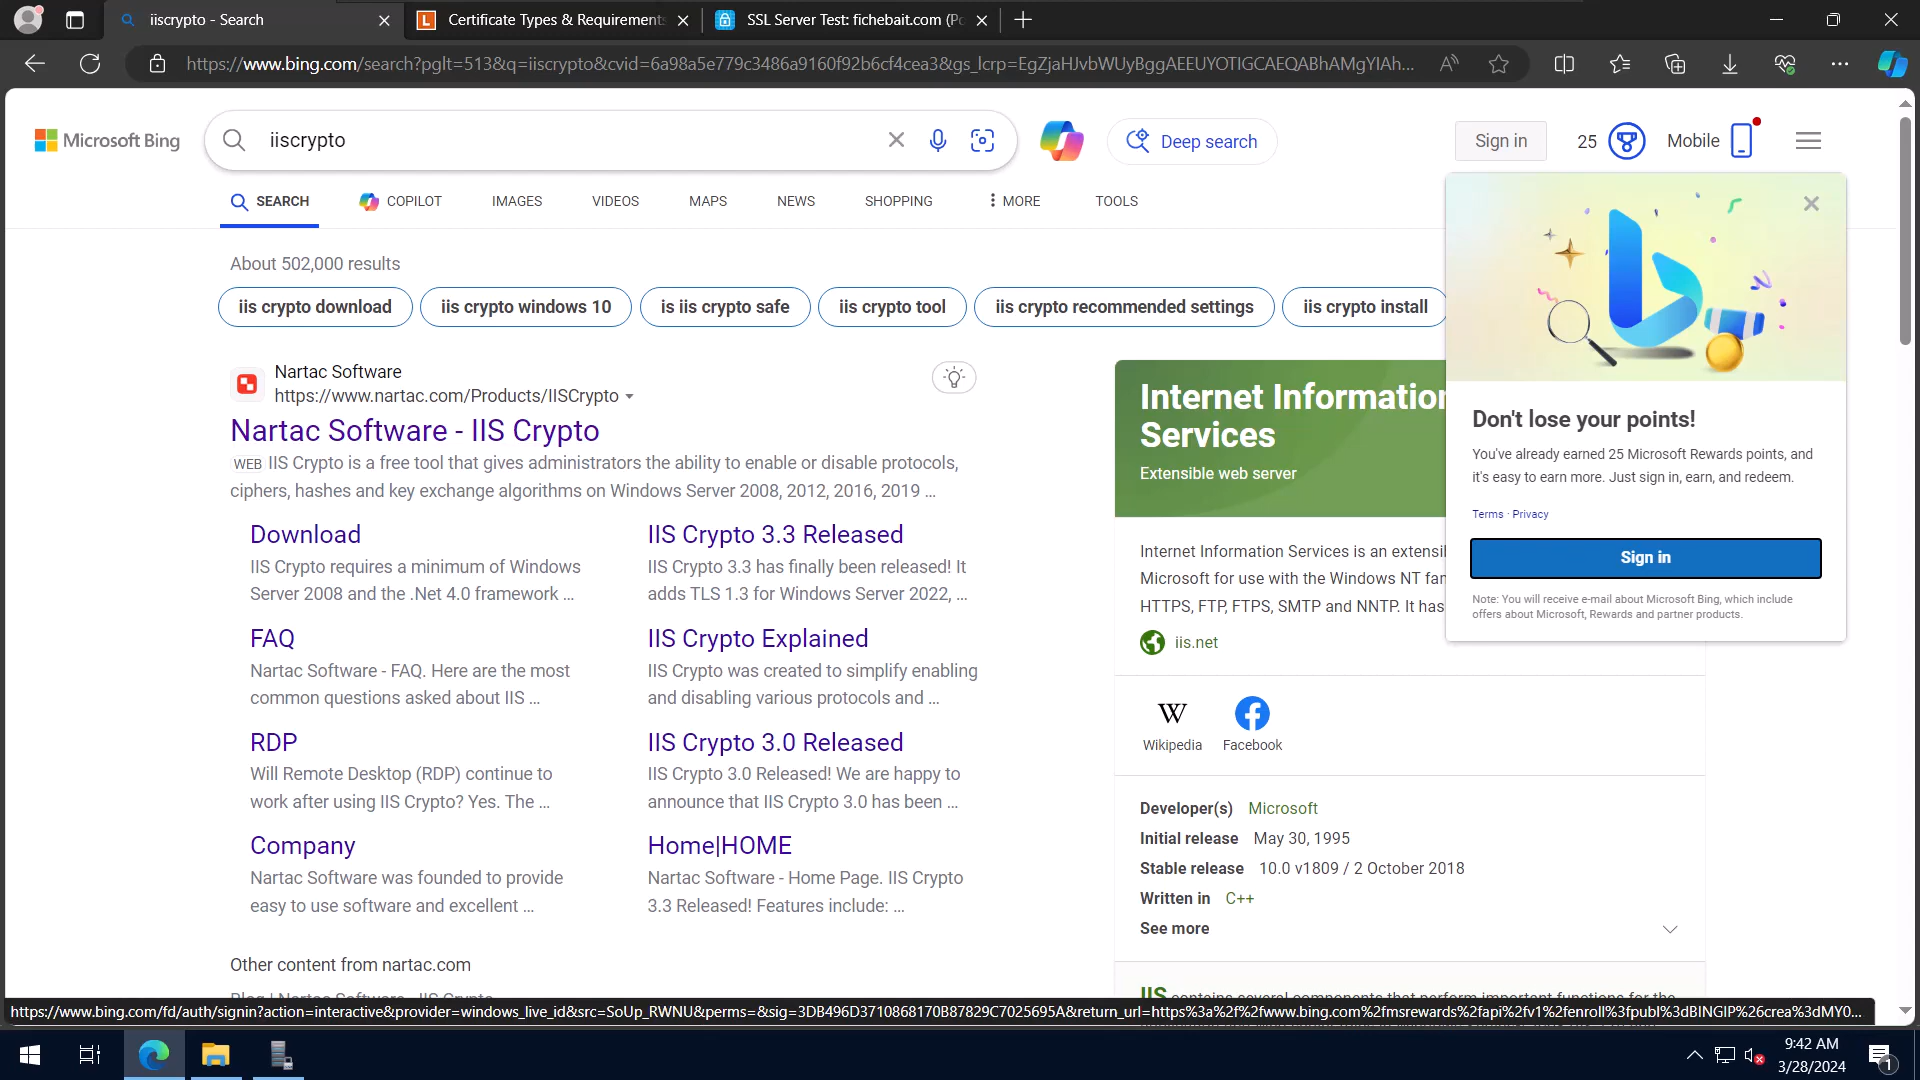 iiscrypto - Search
Certificate Types & Requirements
SSL Server Test: fichebait.com (Po
https://www.bing.com/search?pglt=513&q=iiscrypto&cvid=6a98a5e779c3486a9160f92b6cf4cea3&gs_lcrp=EgZjaHJvbWUyBggAEEUYOTIGCAEQABhAMgYIAh...
Microsoft Bing
iiscrypto
Deep search
Sign in
25
Mobile
SEARCH
COPILOT
IMAGES
VIDEOS
MAPS
NEWS
SHOPPING
MORE
TOOLS
About 502,000 results
iis crypto download
iis crypto windows 10
is iis crypto safe
iis crypto tool
iis crypto recommended settings
iis crypto install
Nartac Software
https://www.nartac.com/Products/IISCrypto
Nartac Software - IIS Crypto
WEB IIS Crypto is a free tool that gives administrators the ability to enable or disable protocols,
ciphers, hashes and key exchange algorithms on Windows Server 2008, 2012, 2016, 2019 ...
Download
IIS Crypto requires a minimum of Windows
Server 2008 and the .Net 4.0 framework ...
IIS Crypto 3.3 Released
IIS Crypto 3.3 has finally been released! It
adds TLS 1.3 for Windows Server 2022, ...
FAQ
Nartac Software - FAQ. Here are the most
common questions asked about IIS ...
IIS Crypto Explained
IIS Crypto was created to simplify enabling
and disabling various protocols and ...
RDP
Will Remote Desktop (RDP) continue to
work after using IIS Crypto? Yes. The ...
IIS Crypto 3.0 Released
IIS Crypto 3.0 Released! We are happy to
announce that IIS Crypto 3.0 has been ...
Company
Nartac Software was founded to provide
easy to use software and excellent ...
Home|HOME
Nartac Software - Home Page. IIS Crypto
3.3 Released! Features include: ...
Other content from nartac.com
Internet Information
Services
Extensible web server
Internet Information Services is an extensi
Microsoft for use with the Windows NT fam
HTTPS, FTP, FTPS, SMTP and NNTP. It has
iis.net
W
Wikipedia
Facebook
Developer(s) Microsoft
Initial release May 30, 1995
Stable release 10.0 v1809 / 2 October 2018
Written in C++
See more
Don't lose your points!
You've already earned 25 Microsoft Rewards points, and
it's easy to earn more. Just sign in, earn, and redeem.
Terms · Privacy
Sign in
Note: You will receive e-mail about Microsoft Bing, which include
offers about Microsoft, Rewards and partner products.
https://www.bing.com/fd/auth/signin?action=interactive&provider=windows_live_id&src=SoUp_RWNU&perms=&sig=3DB496D3710868170B87829C7025695A&return_url=https%3a%2f%2fwww.bing.com%2fmsrewards%2fapi%2fv1%2fenroll%3fpubl%3dBINGIP%26crea%3dMY0...
9:42 AM
3/28/2024
1